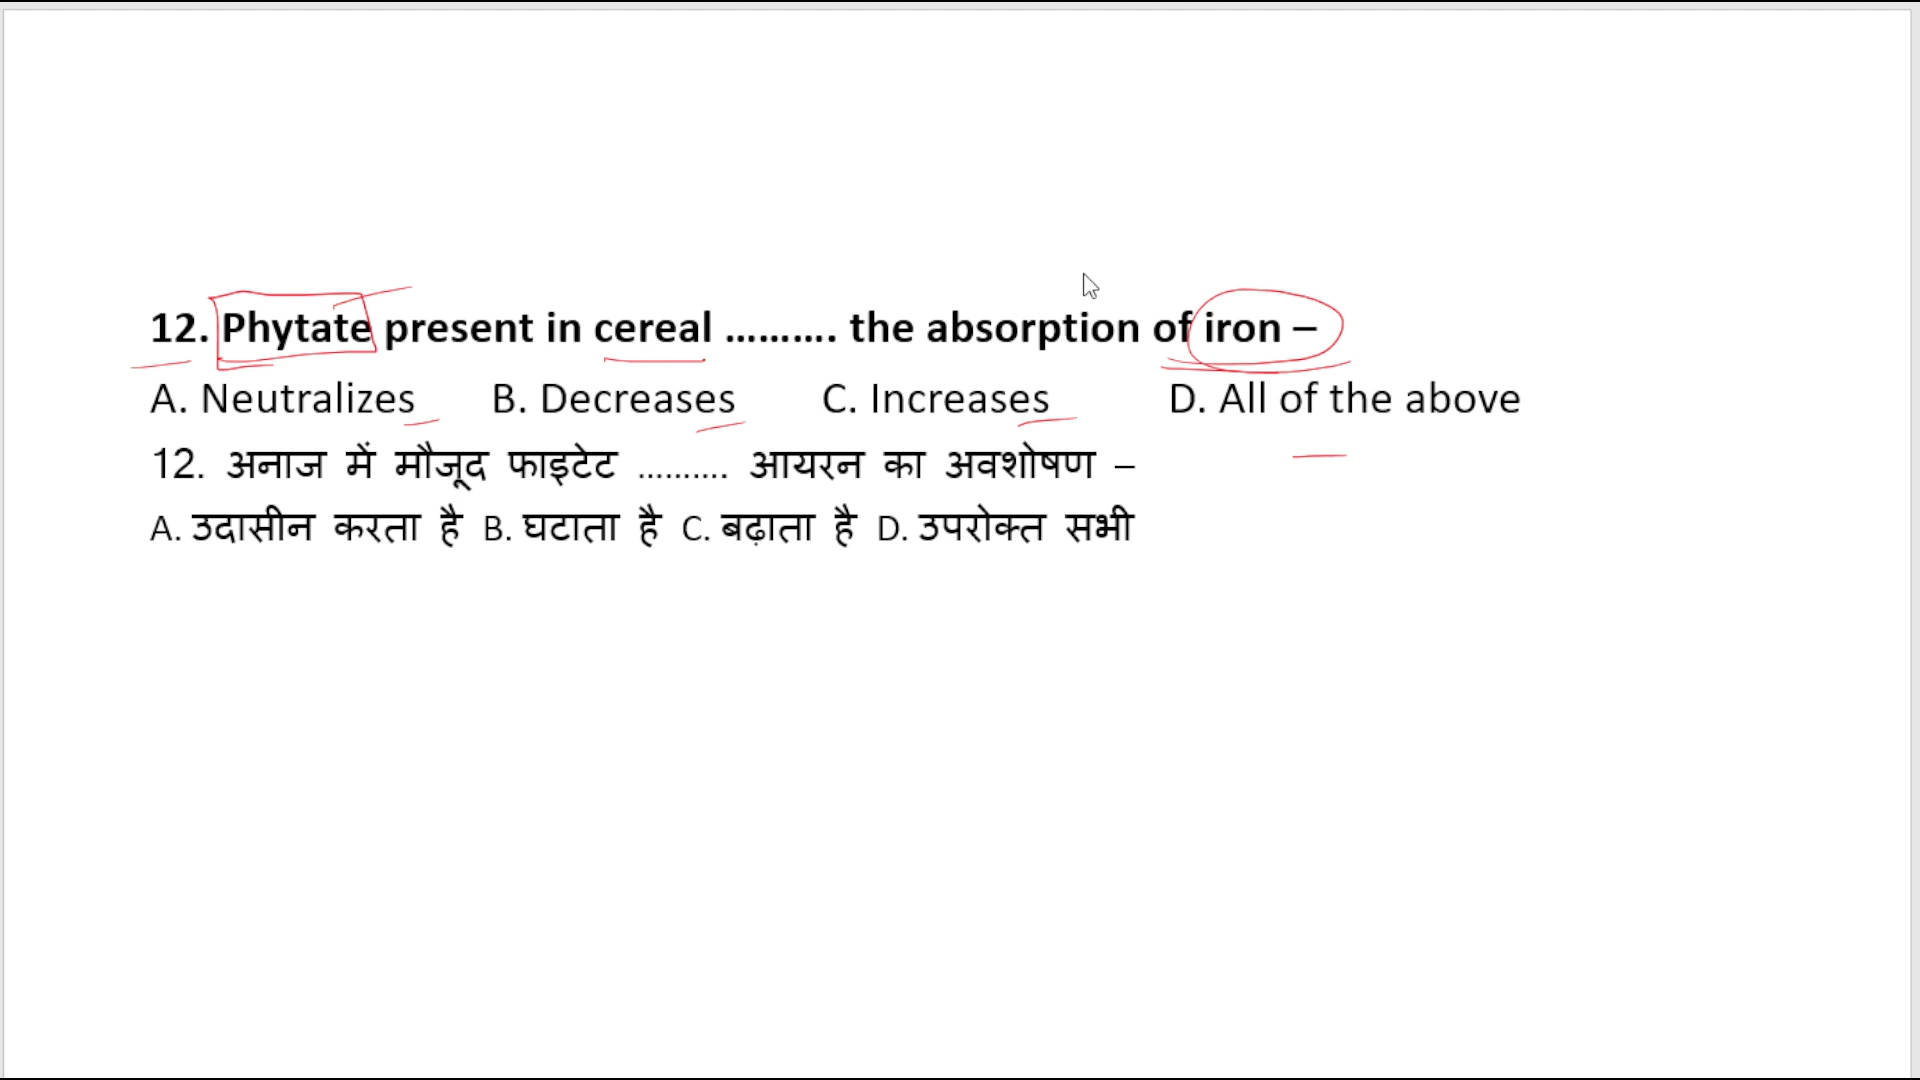 12. Phytate present in cereal .......... the absorption of iron –
A. Neutralizes B. Decreases C. Increases D. All of the above
12. अनाज में मौजूद फाइटेट .......... आयरन का अवशोषण –
A. उदासीन करता है B. घटाता है C. बढ़ाता है D. उपरोक्त सभी